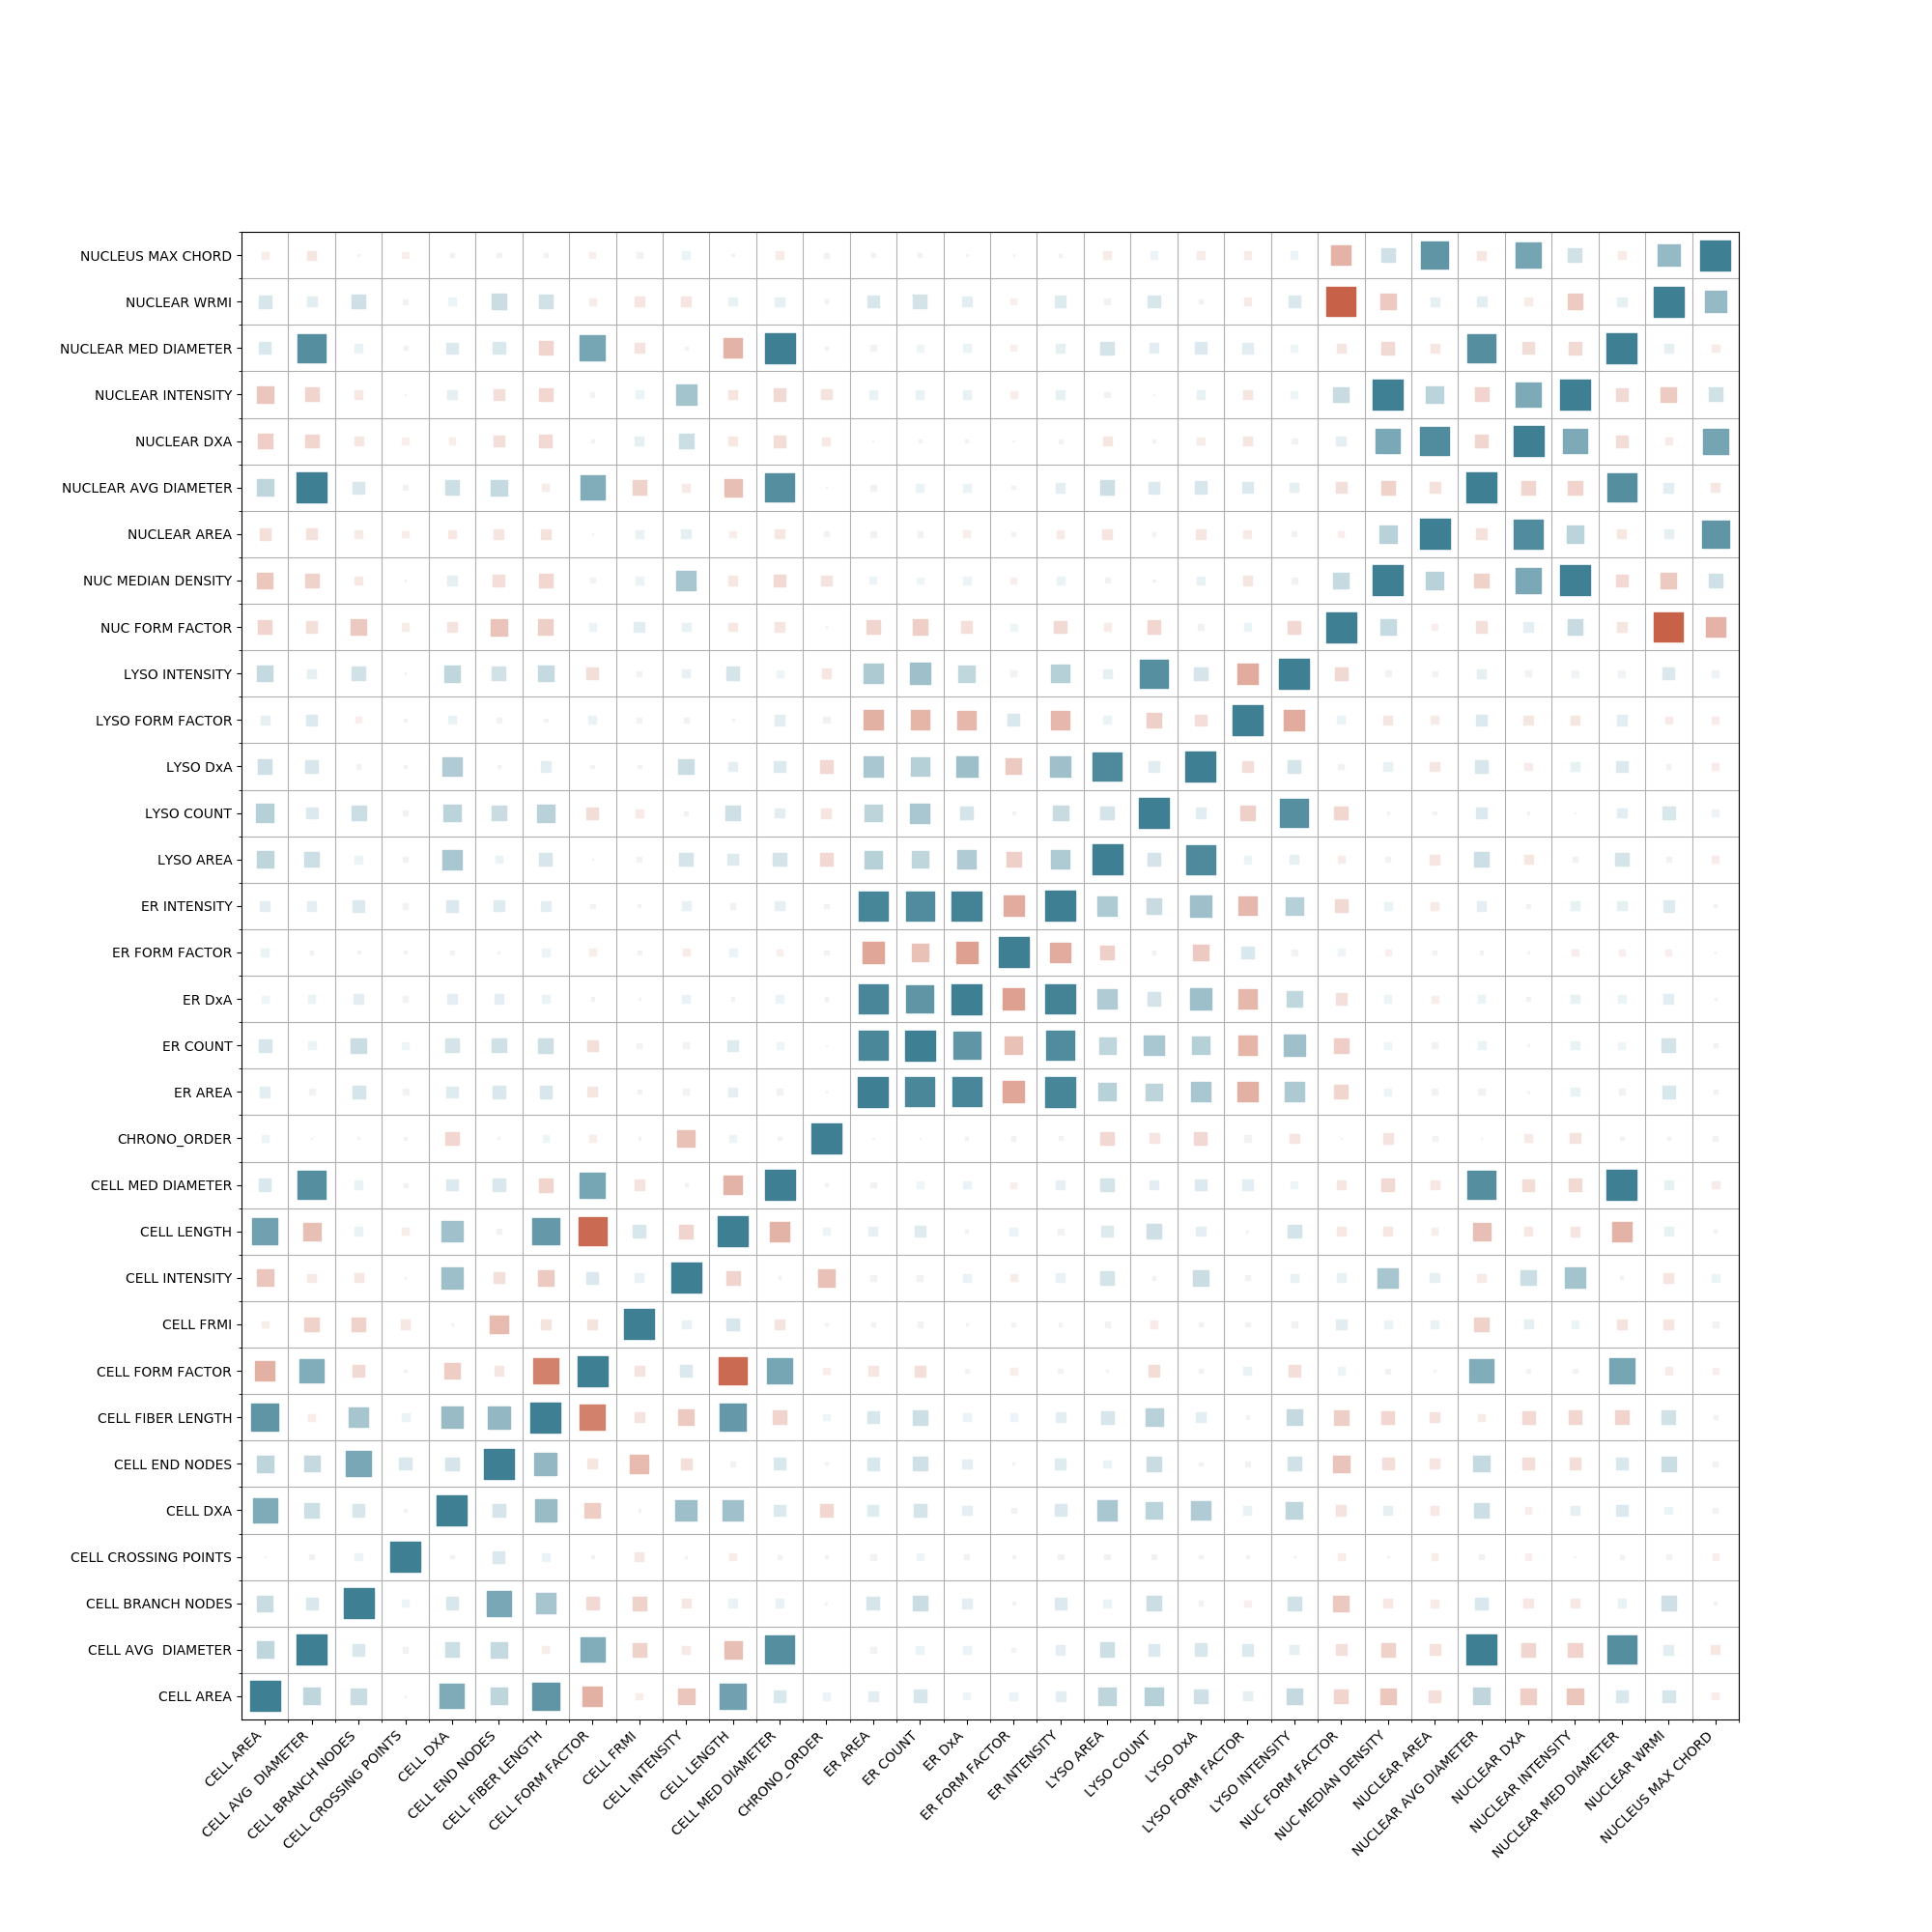 NUCLEUS MAX CHORD
NUCLEAR WRMI
NUCLEAR MED DIAMETER
NUCLEAR INTENSITY
NUCLEAR DXA
NUCLEAR AVG DIAMETER
NUCLEAR AREA
NUC MEDIAN DENSITY
NUC FORM FACTOR
LYSO INTENSITY
LYSO FORM FACTOR
LYSO DxA
LYSO COUNT
LYSO AREA
ER INTENSITY
ER FORM FACTOR
ER DxA
ER COUNT
ER AREA
CHRONO_ORDER
CELL MED DIAMETER
CELL LENGTH
CELL INTENSITY
CELL FRMI
CELL FORM FACTOR
CELL FIBER LENGTH
CELL END NODES
CELL DXA
CELL CROSSING POINTS
CELL BRANCH NODES
CELL AVG  DIAMETER
CELL AREA
CELL AREA
CELL AVG  DIAMETER
CELL BRANCH NODES
CELL CROSSING POINTS
CELL DXA
CELL END NODES
CELL FIBER LENGTH
CELL FORM FACTOR
CELL FRMI
CELL INTENSITY
CELL LENGTH
CELL MED DIAMETER
CHRONO_ORDER
ER AREA
ER COUNT
ER DxA
ER FORM FACTOR
ER INTENSITY
LYSO AREA
LYSO COUNT
LYSO DxA
LYSO FORM FACTOR
LYSO INTENSITY
NUC FORM FACTOR
NUC MEDIAN DENSITY
NUCLEAR AREA
NUCLEAR AVG DIAMETER
NUCLEAR DXA
NUCLEAR INTENSITY
NUCLEAR MED DIAMETER
NUCLEAR WRMI
NUCLEUS MAX CHORD